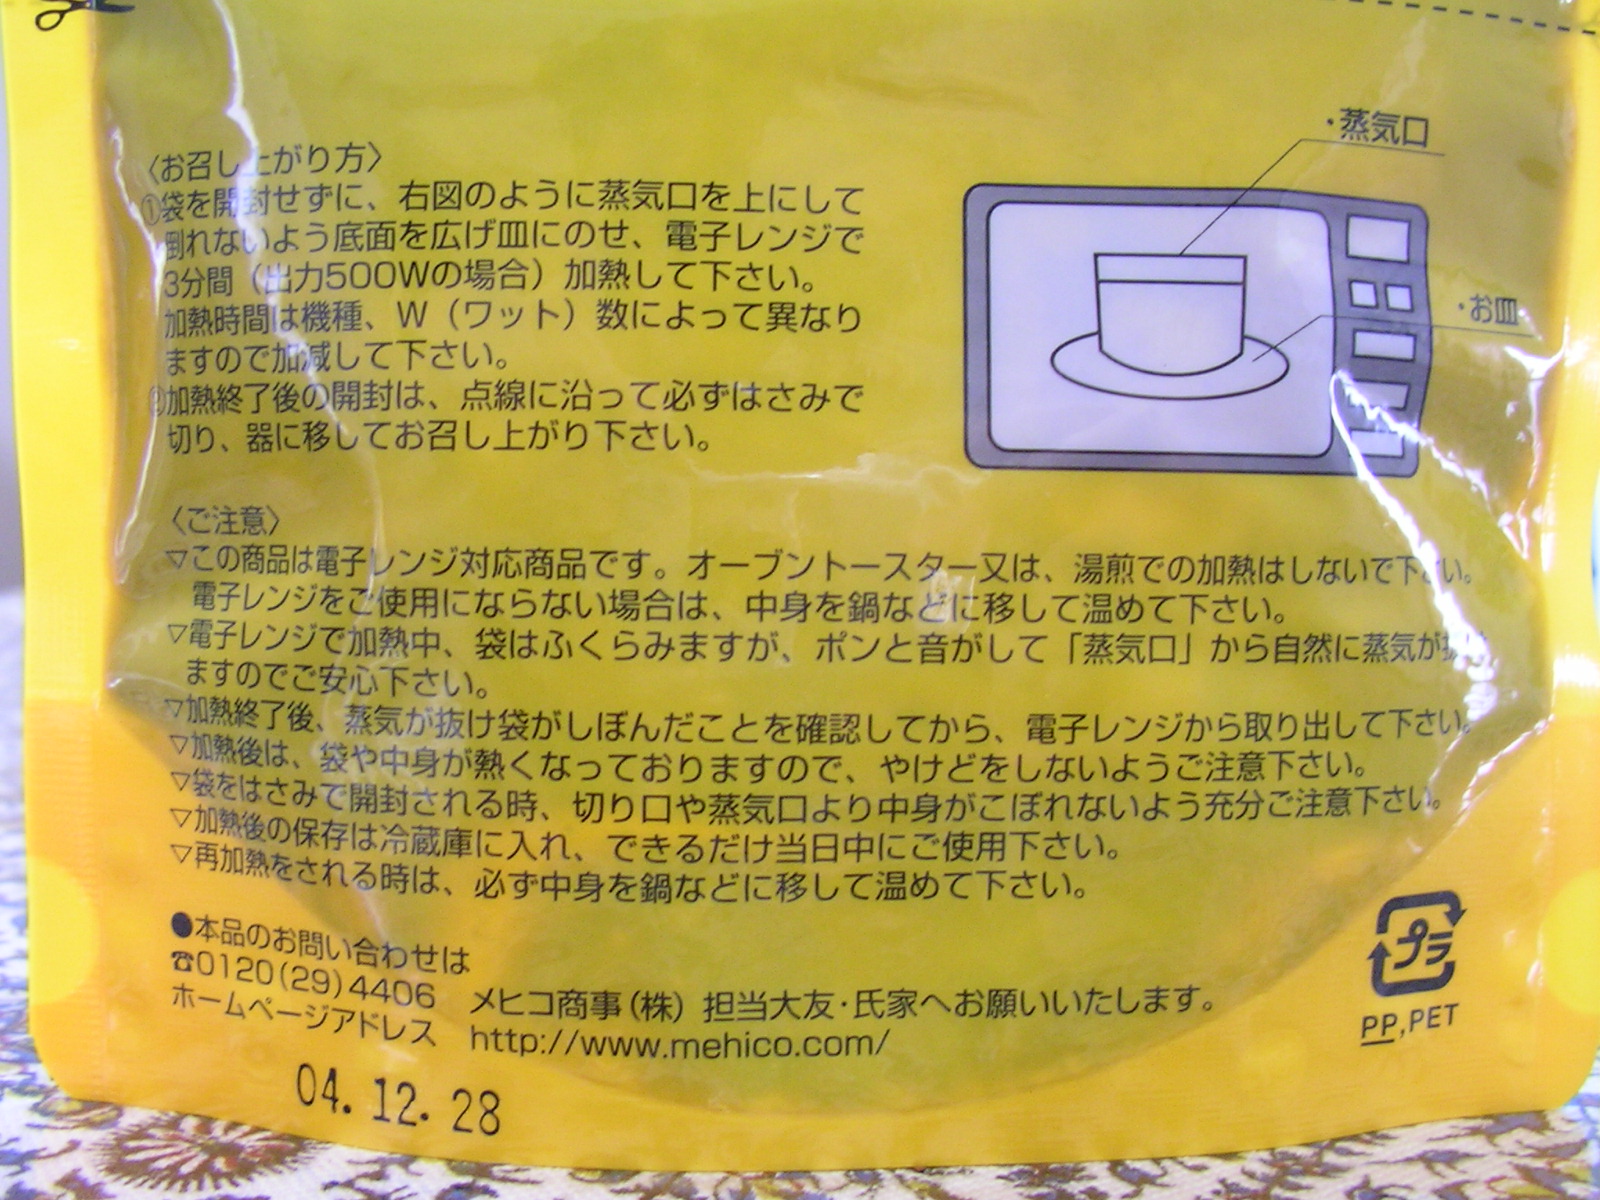 〈お召し上がり方〉
①袋を開封せずに、右図のように蒸気口を上にして
倒れないよう底面を広げ皿にのせ、電子レンジで
3分間（出力500Wの場合）加熱して下さい。
加熱時間は機種、W（ワット）数によって異なり
ますので加減して下さい。
②加熱終了後の開封は、点線に沿って必ずはさみで
切り、器に移してお召し上がり下さい。
・蒸気口
・お皿
〈ご注意〉
▽この商品は電子レンジ対応商品です。オーブントースター又は、湯煎での加熱はしないで下さい。
電子レンジをご使用にならない場合は、中身を鍋などに移して温めて下さい。
▽電子レンジで加熱中、袋はふくらみますが、ポンと音がして「蒸気口」から自然に蒸気が抜け
ますのでご安心下さい。
▽加熱終了後、蒸気が抜け袋がしぼんだことを確認してから、電子レンジから取り出して下さい。
▽加熱後は、袋や中身が熱くなっておりますので、やけどをしないようご注意下さい。
▽袋をはさみで開封される時、切り口や蒸気口より中身がこぼれないよう充分ご注意下さい。
▽加熱後の保存は冷蔵庫に入れ、できるだけ当日中にご使用下さい。
▽再加熱をされる時は、必ず中身を鍋などに移して温めて下さい。
●本品のお問い合わせは
☎0120(29)4406 メヒコ商事(株) 担当大友・氏家へお願いいたします。
ホームページアドレス http://www.mehico.com/
プラ
PP,PET
04.12.28